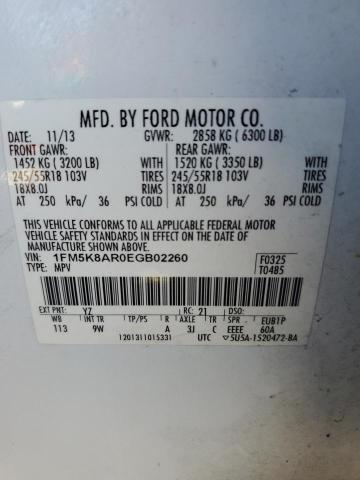 MFD. BY FORD MOTOR CO.
DATE: 11/13 GVWR: 2858 KG ( 6300 LB)
FRONT GAWR: REAR GAWR:
1452 KG ( 3200 LB) WITH 1520 KG ( 3350 LB) WITH
245/55R18 103V TIRES 245/55R18 103V TIRES
18X8.0J RIMS 18X8.0J RIMS
AT 250 kPa/ 36 PSI COLD AT 250 kPa/ 36 PSI COLD
THIS VEHICLE CONFORMS TO ALL APPLICABLE FEDERAL MOTOR
VEHICLE SAFETY AND THEFT PREVENTION STANDARDS IN
EFFECT ON THE DATE OF MANUFACTURE SHOWN ABOVE.
VIN: 1FM5K8AR0EGB02260 F0325
TYPE: MPV T0485
EXT PNT: YZ RC: 21
WB INT TR TP/PS R AXLE TR SPR EUB1P
113 9W A 3J C EEEE 60A
1201311015331 UTC 5U5A-1520472-BA